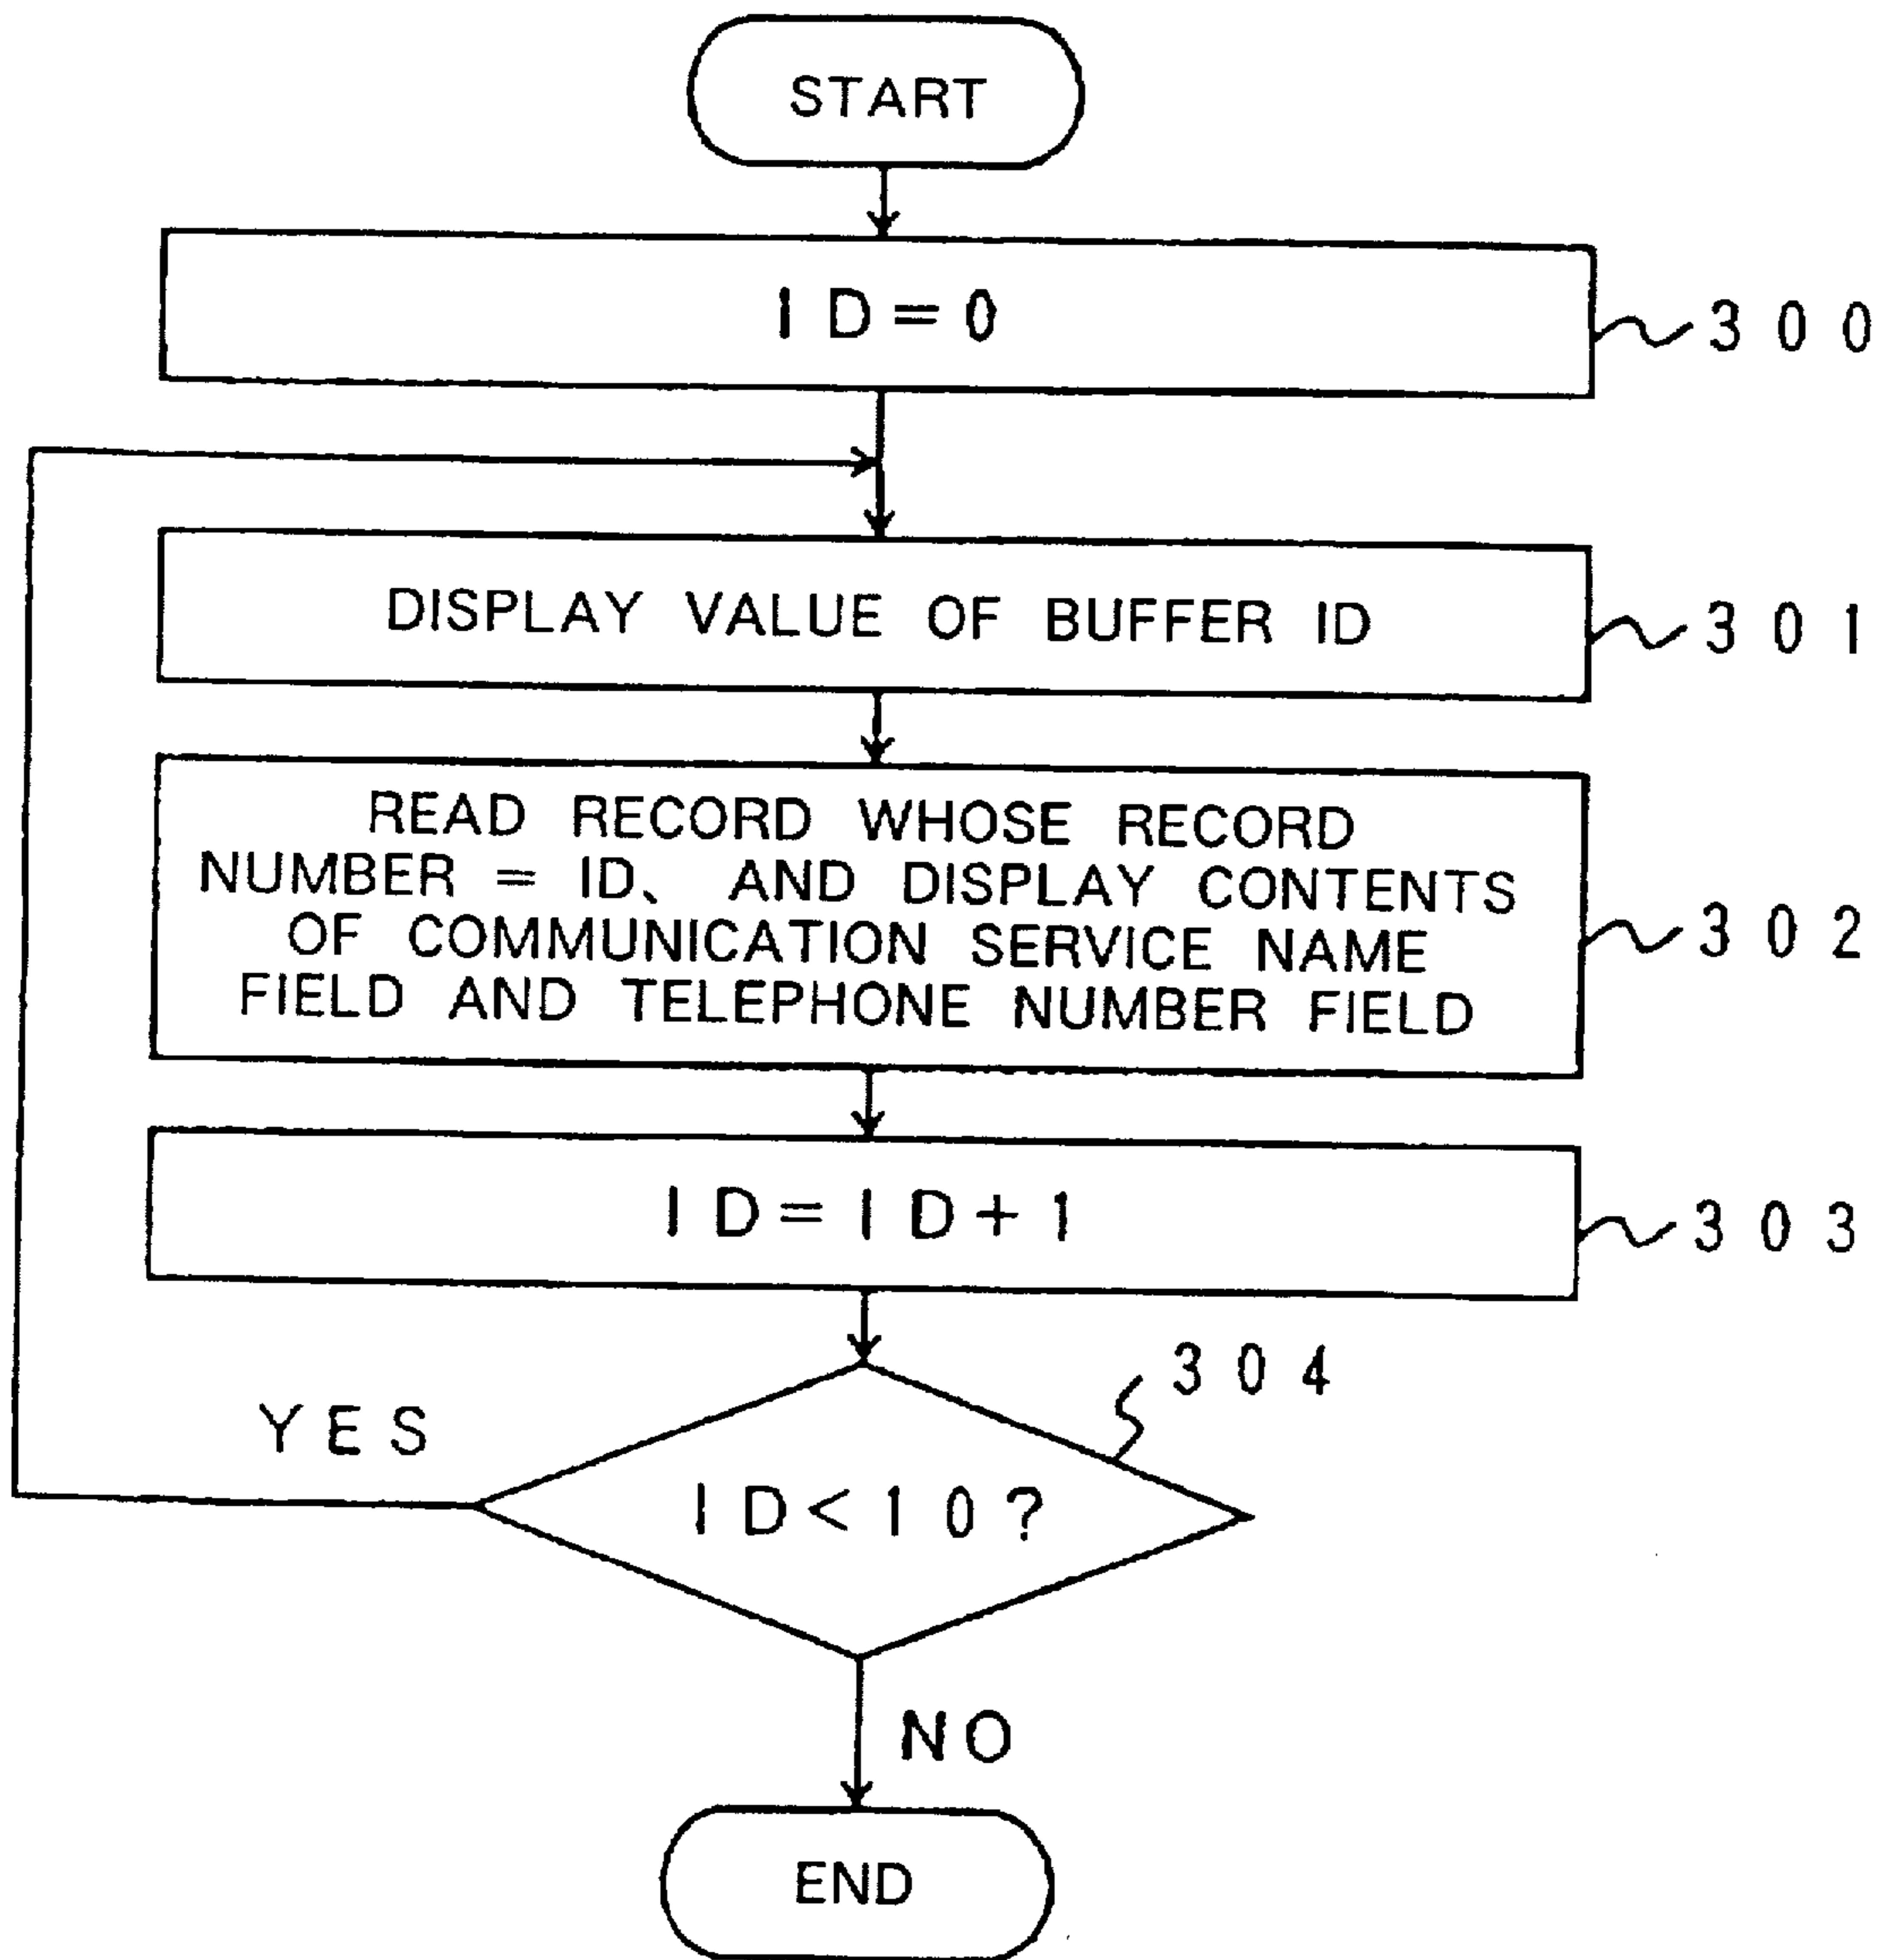 START
ID=0
300
DISPLAY VALUE OF BUFFER ID
301
READ RECORD WHOSE RECORD
NUMBER = ID、 AND DISPLAY CONTENTS
OF COMMUNICATION SERVICE NAME
FIELD AND TELEPHONE NUMBER FIELD
302
ID=ID+1
303
304
YES
ID<10?
NO
END